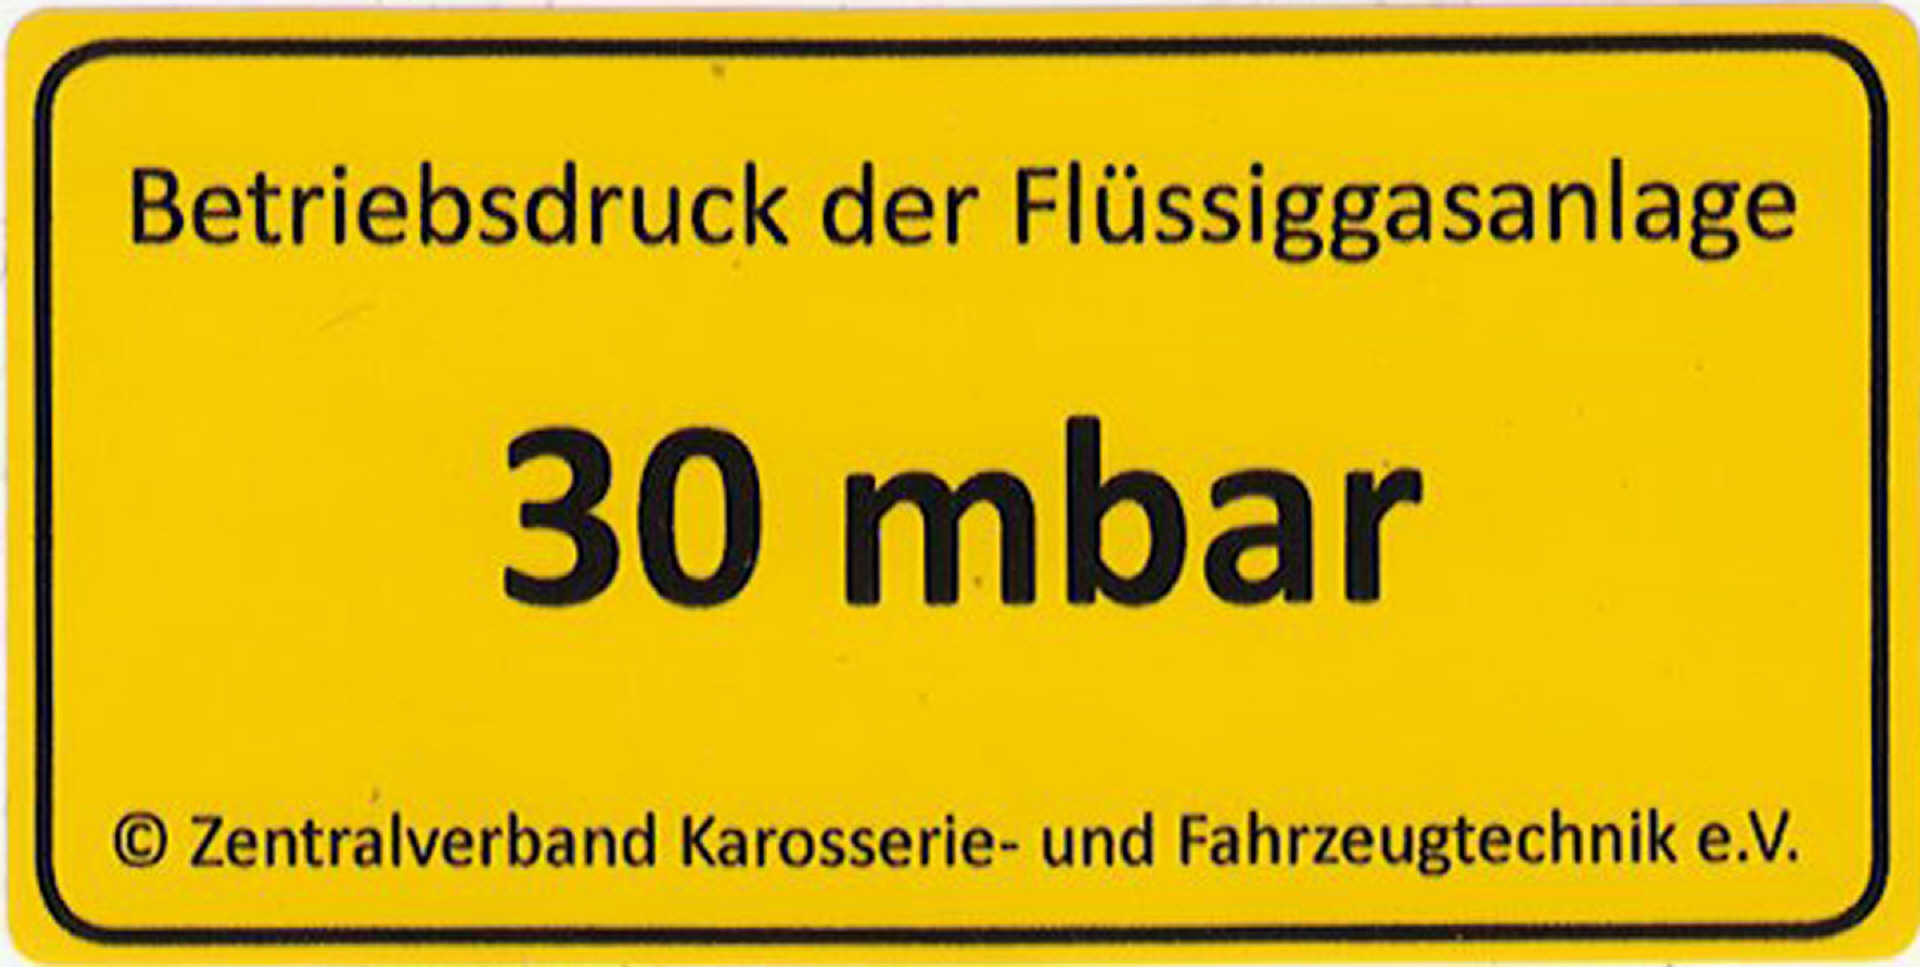 Betriebsdruck der Flüssiggasanlage
30 mbar
© Zentralverband Karosserie- und Fahrzeugtechnik e.V.